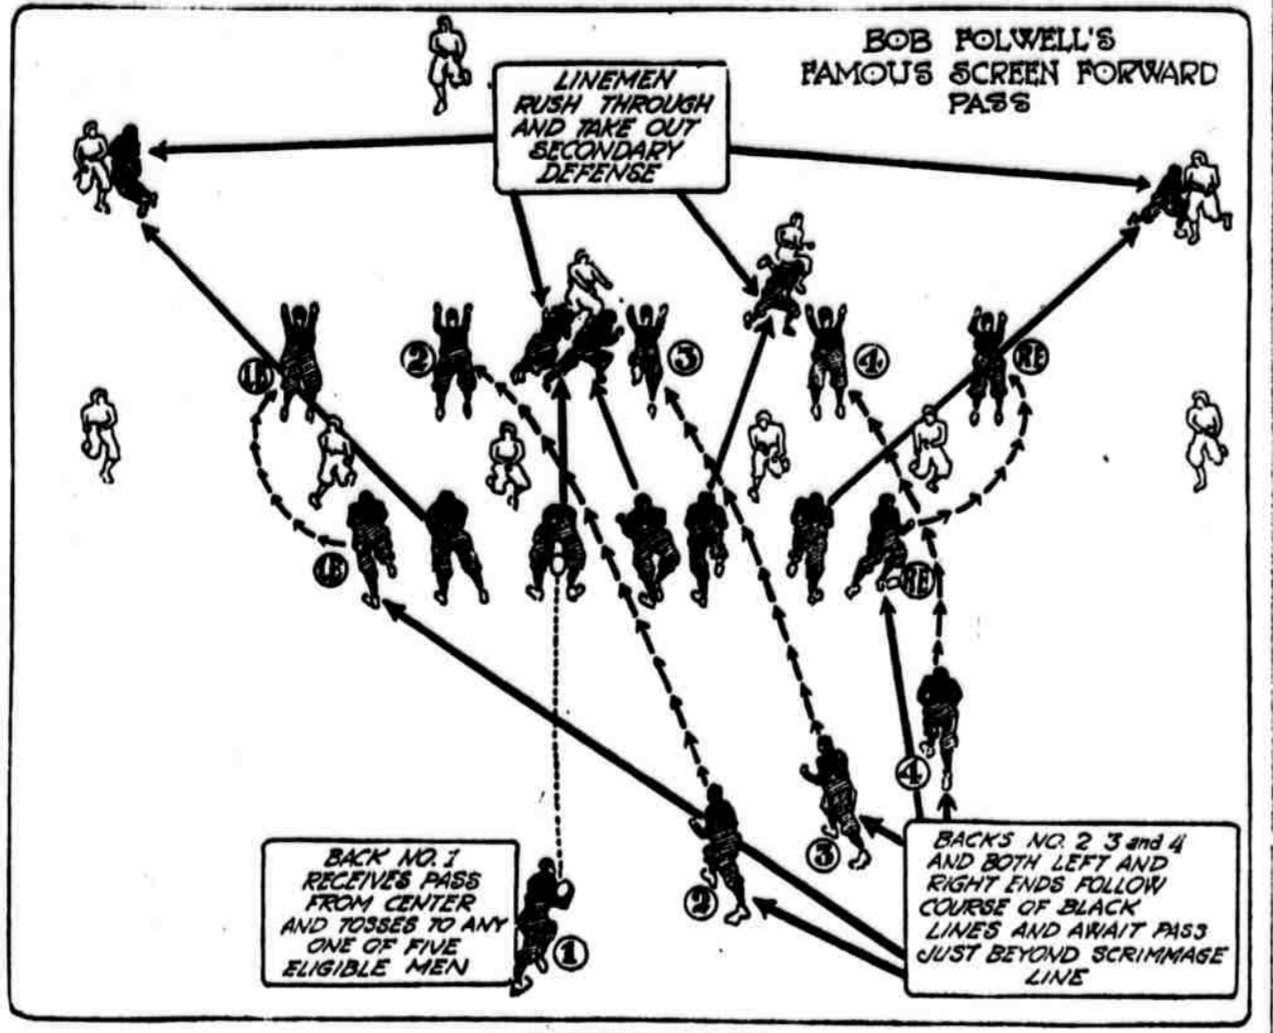 BOB FOLWELL'S
FAMOUS SCREEN FORWARD
PASS
LINEMEN
RUSH THROUGH
AND TAKE OUT
SECONDARY
DEFENSE
LE
2
3
4
RE
LE
RE
4
3
2
1
BACK NO. 1
RECEIVES PASS
FROM CENTER
AND TOSSES TO ANY
ONE OF FIVE
ELIGIBLE MEN
BACKS NO. 2 3 and 4
AND BOTH LEFT AND
RIGHT ENDS FOLLOW
COURSE OF BLACK
LINES AND AWAIT PASS
JUST BEYOND SCRIMMAGE
LINE